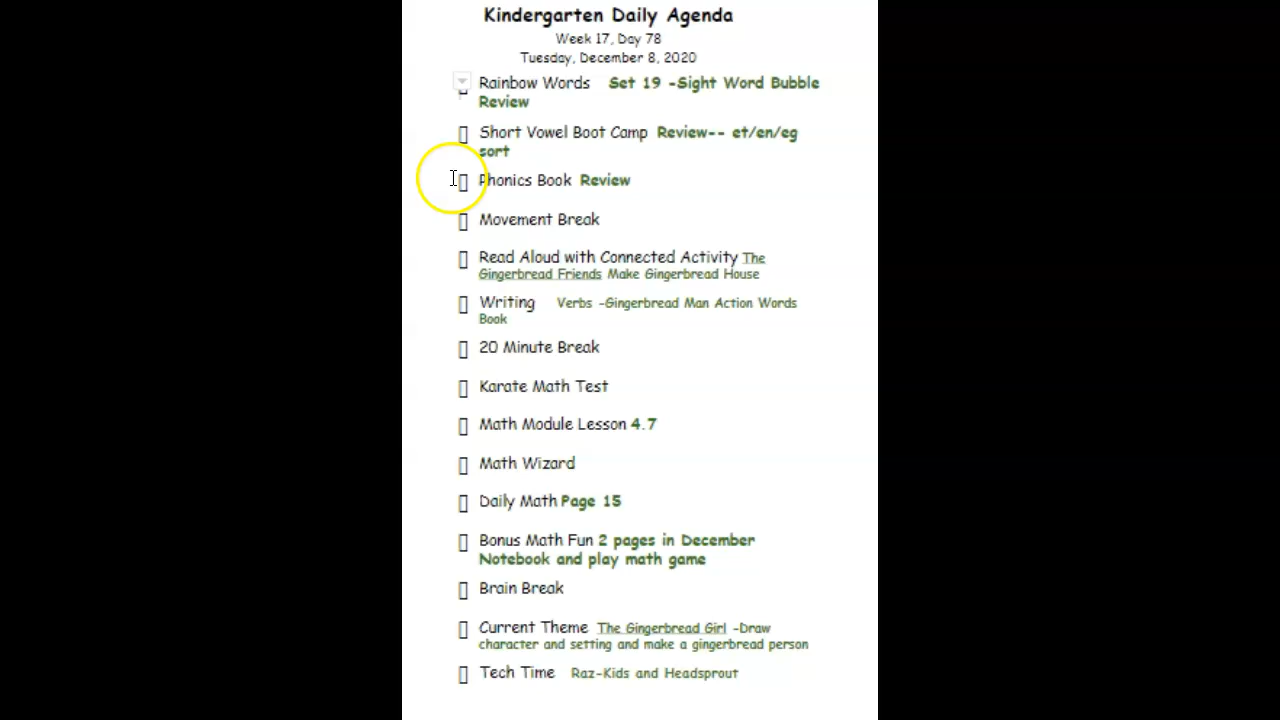 Kindergarten Daily Agenda
Week 17, Day 78
Tuesday, December 8, 2020
Rainbow Words Set 19 -Sight Word Bubble
Review
Short Vowel Boot Camp Review-- et/en/eg
sort
Phonics Book Review
Movement Break
Read Aloud with Connected Activity The
Gingerbread Friends Make Gingerbread House
Writing Verbs -Gingerbread Man Action Words
Book
20 Minute Break
Karate Math Test
Math Module Lesson 4.7
Math Wizard
Daily Math Page 15
Bonus Math Fun 2 pages in December
Notebook and play math game
Brain Break
Current Theme The Gingerbread Girl -Draw
character and setting and make a gingerbread person
Tech Time Raz-Kids and Headsprout